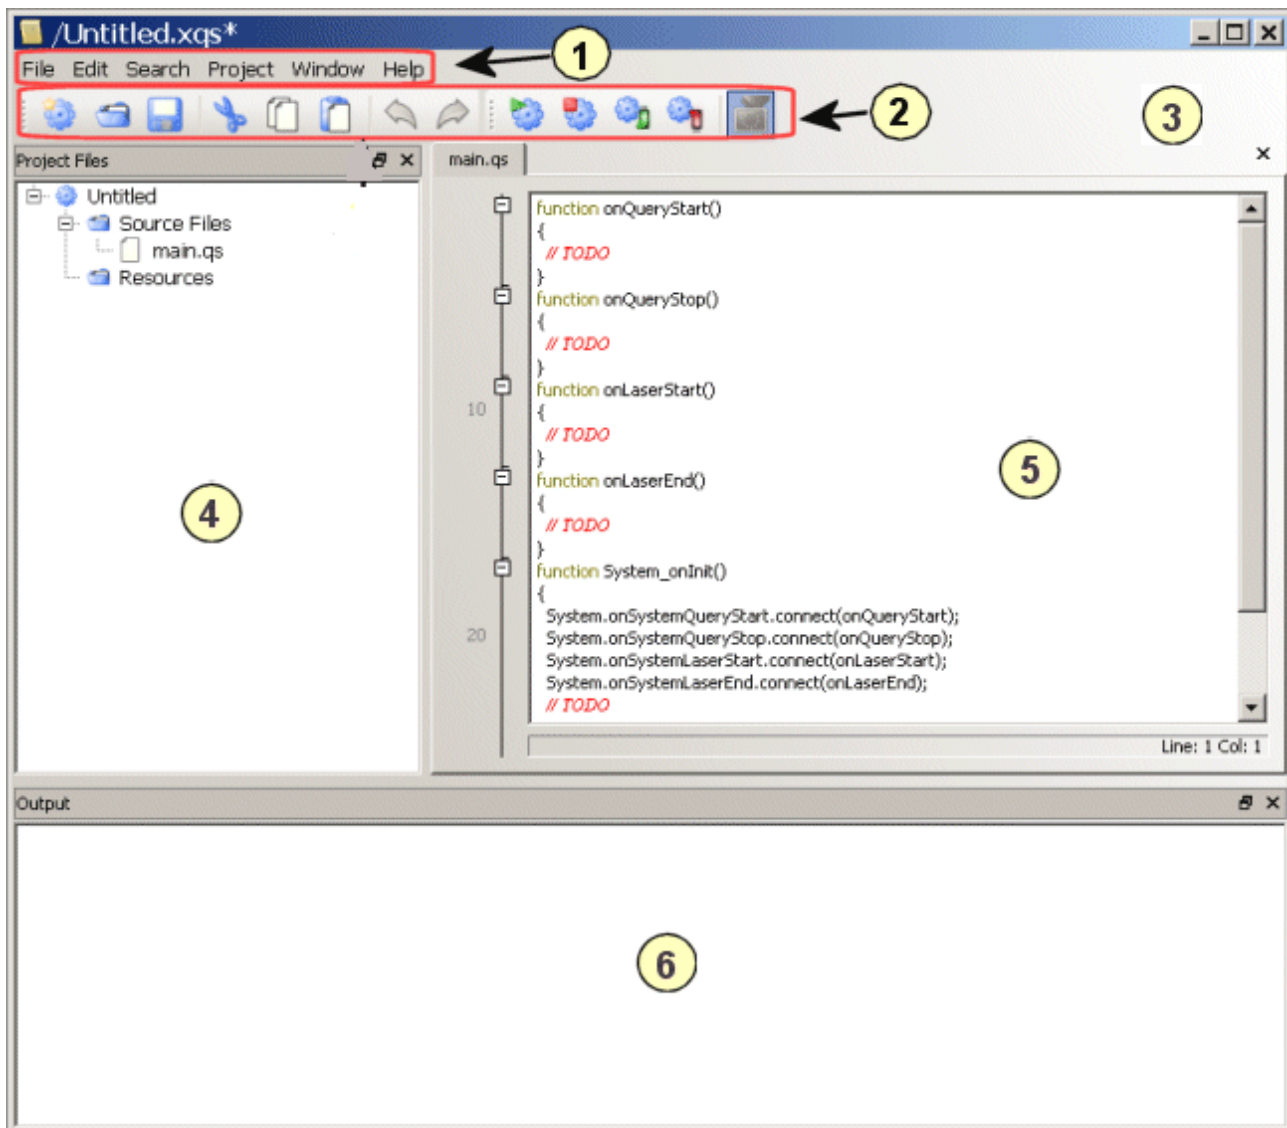 /Untitled.xqs*
1
File Edit Search Project Window Help
2
3
Project Files
main.qs
Untitled
Source Files
main.qs
Resources
4
function onQueryStart()
{
// TODO
}
function onQueryStop()
{
// TODO
}
function onLaserStart()
10
{
// TODO
}
function onLaserEnd()
{
// TODO
}
function System_onInit()
{
System.onSystemQueryStart.connect(onQueryStart);
20
System.onSystemQueryStop.connect(onQueryStop);
System.onSystemLaserStart.connect(onLaserStart);
System.onSystemLaserEnd.connect(onLaserEnd);
// TODO
5
Line: 1 Col: 1
Output
6